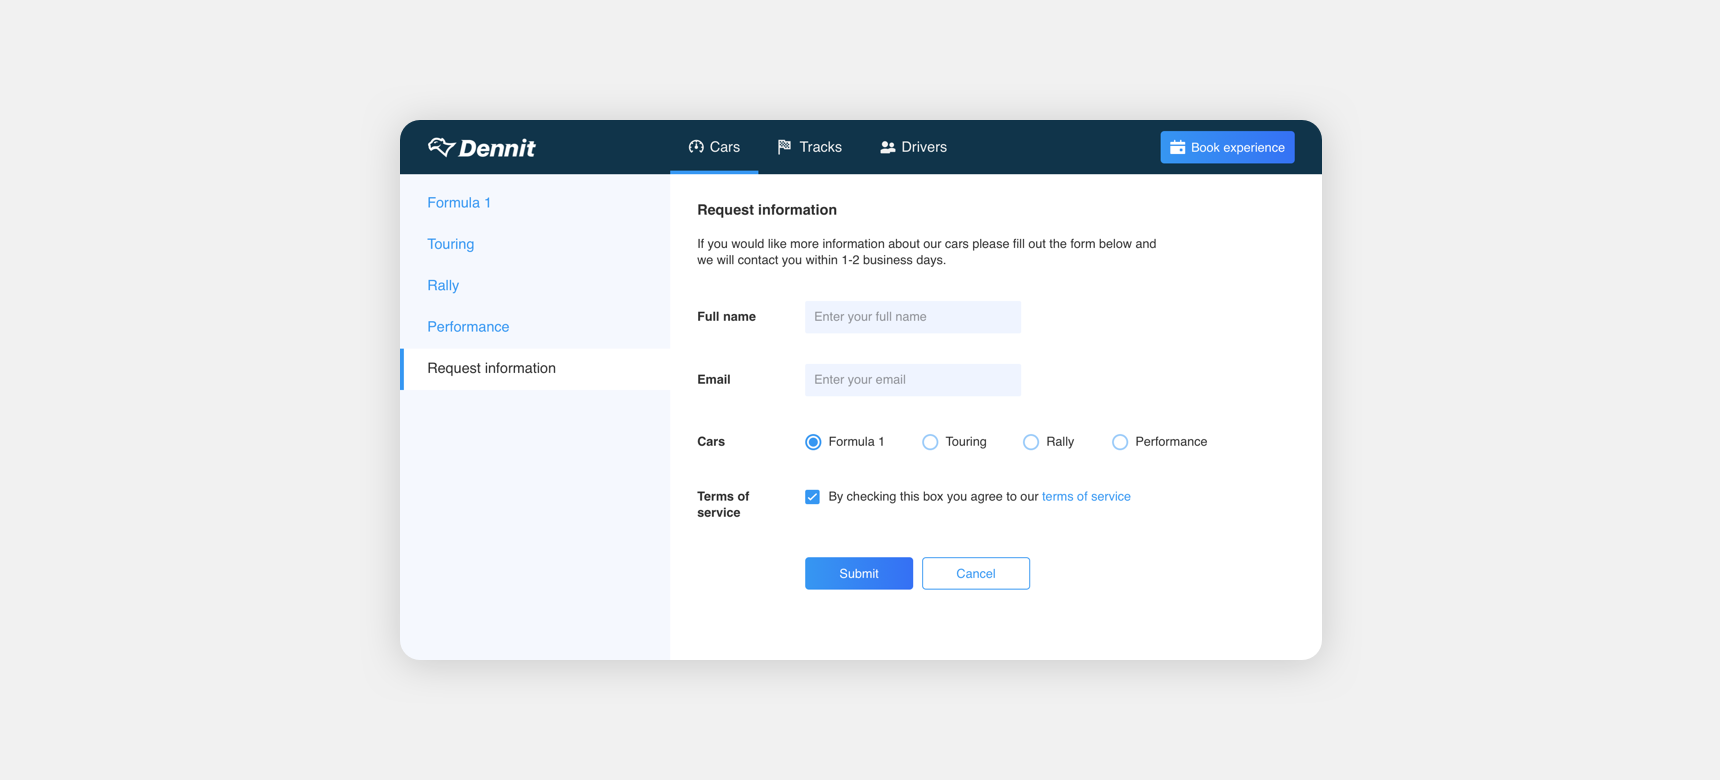 Dennit
Cars
Tracks
Drivers
Book experience
Formula 1
Touring
Rally
Performance
Request information
Request information
If you would like more information about our cars please fill out the form below and
we will contact you within 1-2 business days.
Full name
Enter your full name
Email
Enter your email
Cars
Formula 1
Touring
Rally
Performance
Terms of
service
By checking this box you agree to our terms of service
Submit
Cancel